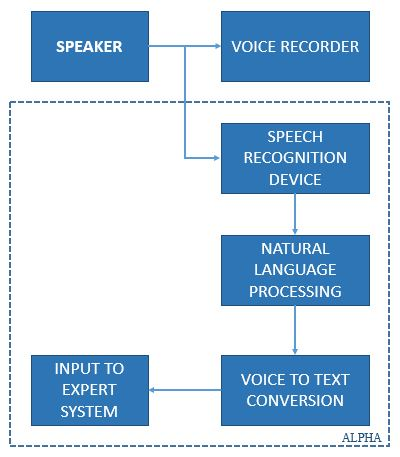 SPEAKER
VOICE RECORDER
SPEECH
RECOGNITION
DEVICE
NATURAL
LANGUAGE
PROCESSING
INPUT TO
EXPERT
SYSTEM
VOICE TO TEXT
CONVERSION
ALPHA